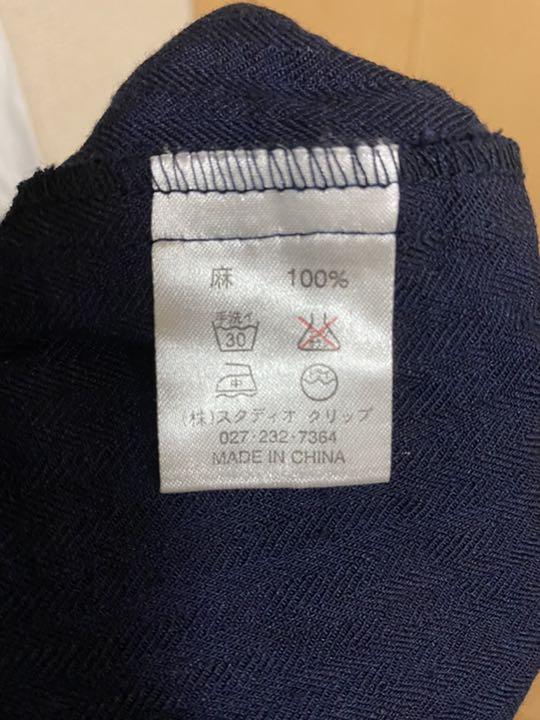 麻 100%
手洗イ
30
中
(株)スタディオ クリップ
027・232・7364
MADE IN CHINA